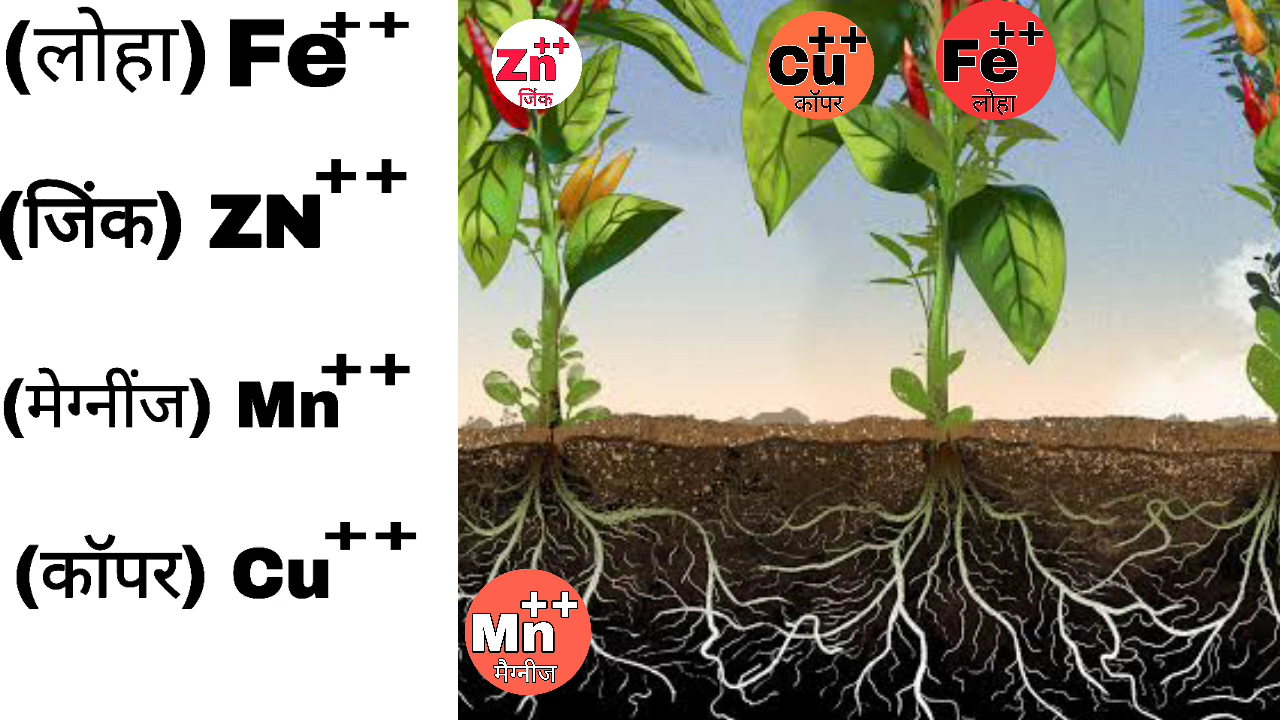 (लोहा) Fe++
(जिंक) ZN++
(मेग्नींज) Mn++
(कॉपर) Cu++
Zn++
जिंक
Cu++
कॉपर
Fe++
लोहा
Mn++
मैग्नीज